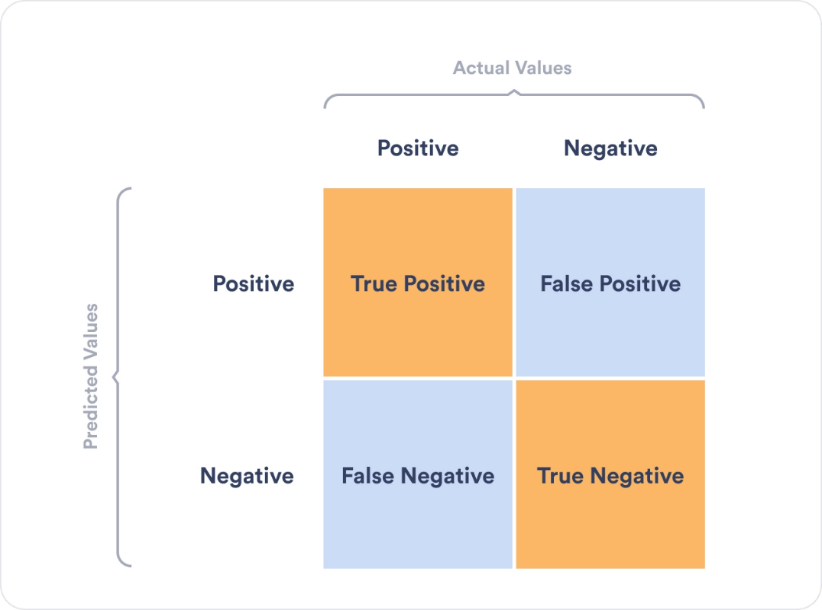 Actual Values
Positive Negative
Predicted Values
Positive True Positive False Positive
Negative False Negative True Negative